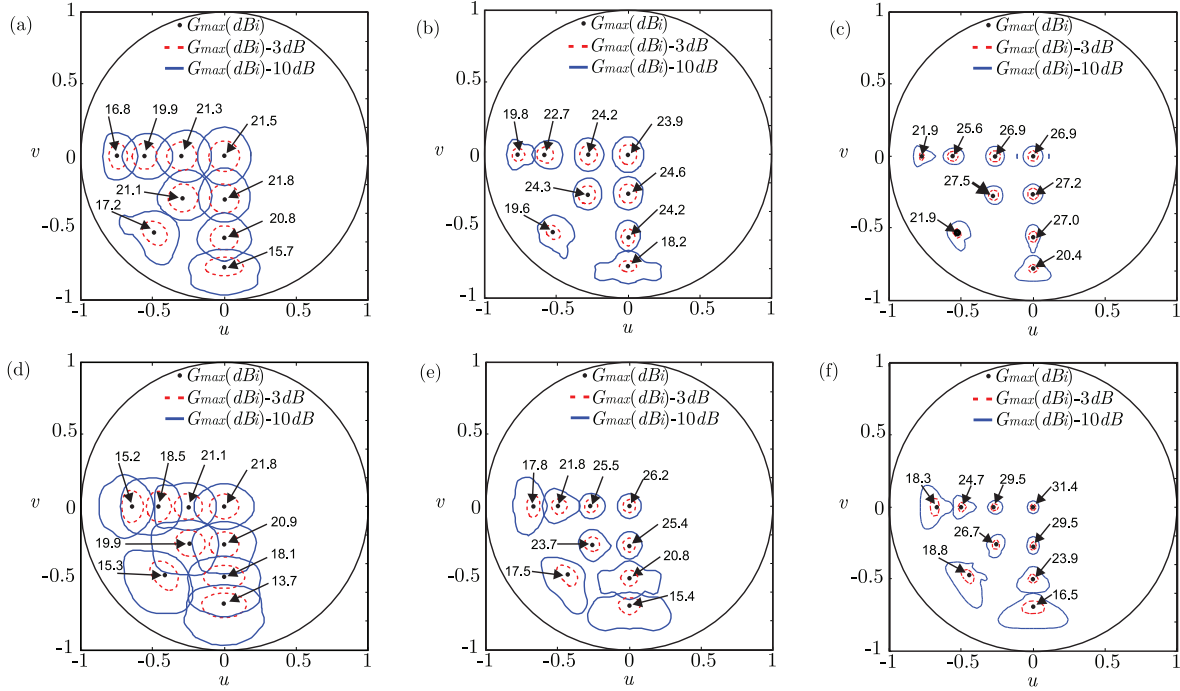 (a)
• Gmax(dBi)
Gmax(dBi)-3dB
Gmax(dBi)-10dB
1
0.5
v 0
-0.5
-1
16.8 19.9 21.3 21.5
21.1 21.8
17.2 20.8
15.7
-1 -0.5 0 0.5 1
u
(b)
• Gmax(dBi)
Gmax(dBi)-3dB
Gmax(dBi)-10dB
1
0.5
v 0
-0.5
-1
19.8 22.7 24.2 23.9
24.3 24.6
19.6 24.2
18.2
-1 -0.5 0 0.5 1
u
(c)
• Gmax(dBi)
Gmax(dBi)-3dB
Gmax(dBi)-10dB
1
0.5
v 0
-0.5
-1
21.9 25.6 26.9 26.9
27.5 27.2
21.9 27.0
20.4
-1 -0.5 0 0.5 1
u
(d)
• Gmax(dBi)
Gmax(dBi)-3dB
Gmax(dBi)-10dB
1
0.5
v 0
-0.5
-1
15.2 18.5 21.1 21.8
19.9 20.9
15.3 18.1
13.7
-1 -0.5 0 0.5 1
u
(e)
• Gmax(dBi)
Gmax(dBi)-3dB
Gmax(dBi)-10dB
1
0.5
v 0
-0.5
-1
17.8 21.8 25.5 26.2
23.7 25.4
17.5 20.8
15.4
-1 -0.5 0 0.5 1
u
(f)
• Gmax(dBi)
Gmax(dBi)-3dB
Gmax(dBi)-10dB
1
0.5
v 0
-0.5
-1
18.3 24.7 29.5 31.4
26.7 29.5
18.8 23.9
16.5
-1 -0.5 0 0.5 1
u